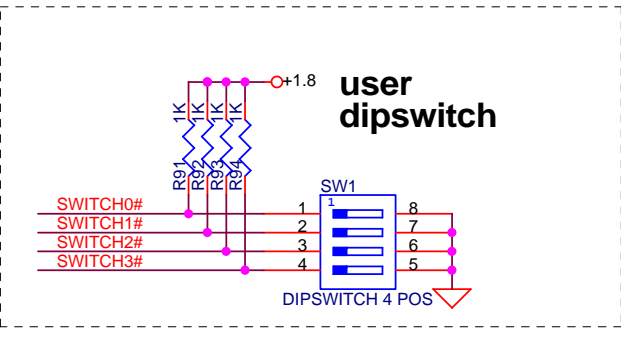 +1.8
user
dipswitch
1K 1K 1K 1K
R91 R92 R93 R94
SW1
SWITCH0# 1 1 8
SWITCH1# 2 7
SWITCH2# 3 6
SWITCH3# 4 5
DIPSWITCH 4 POS